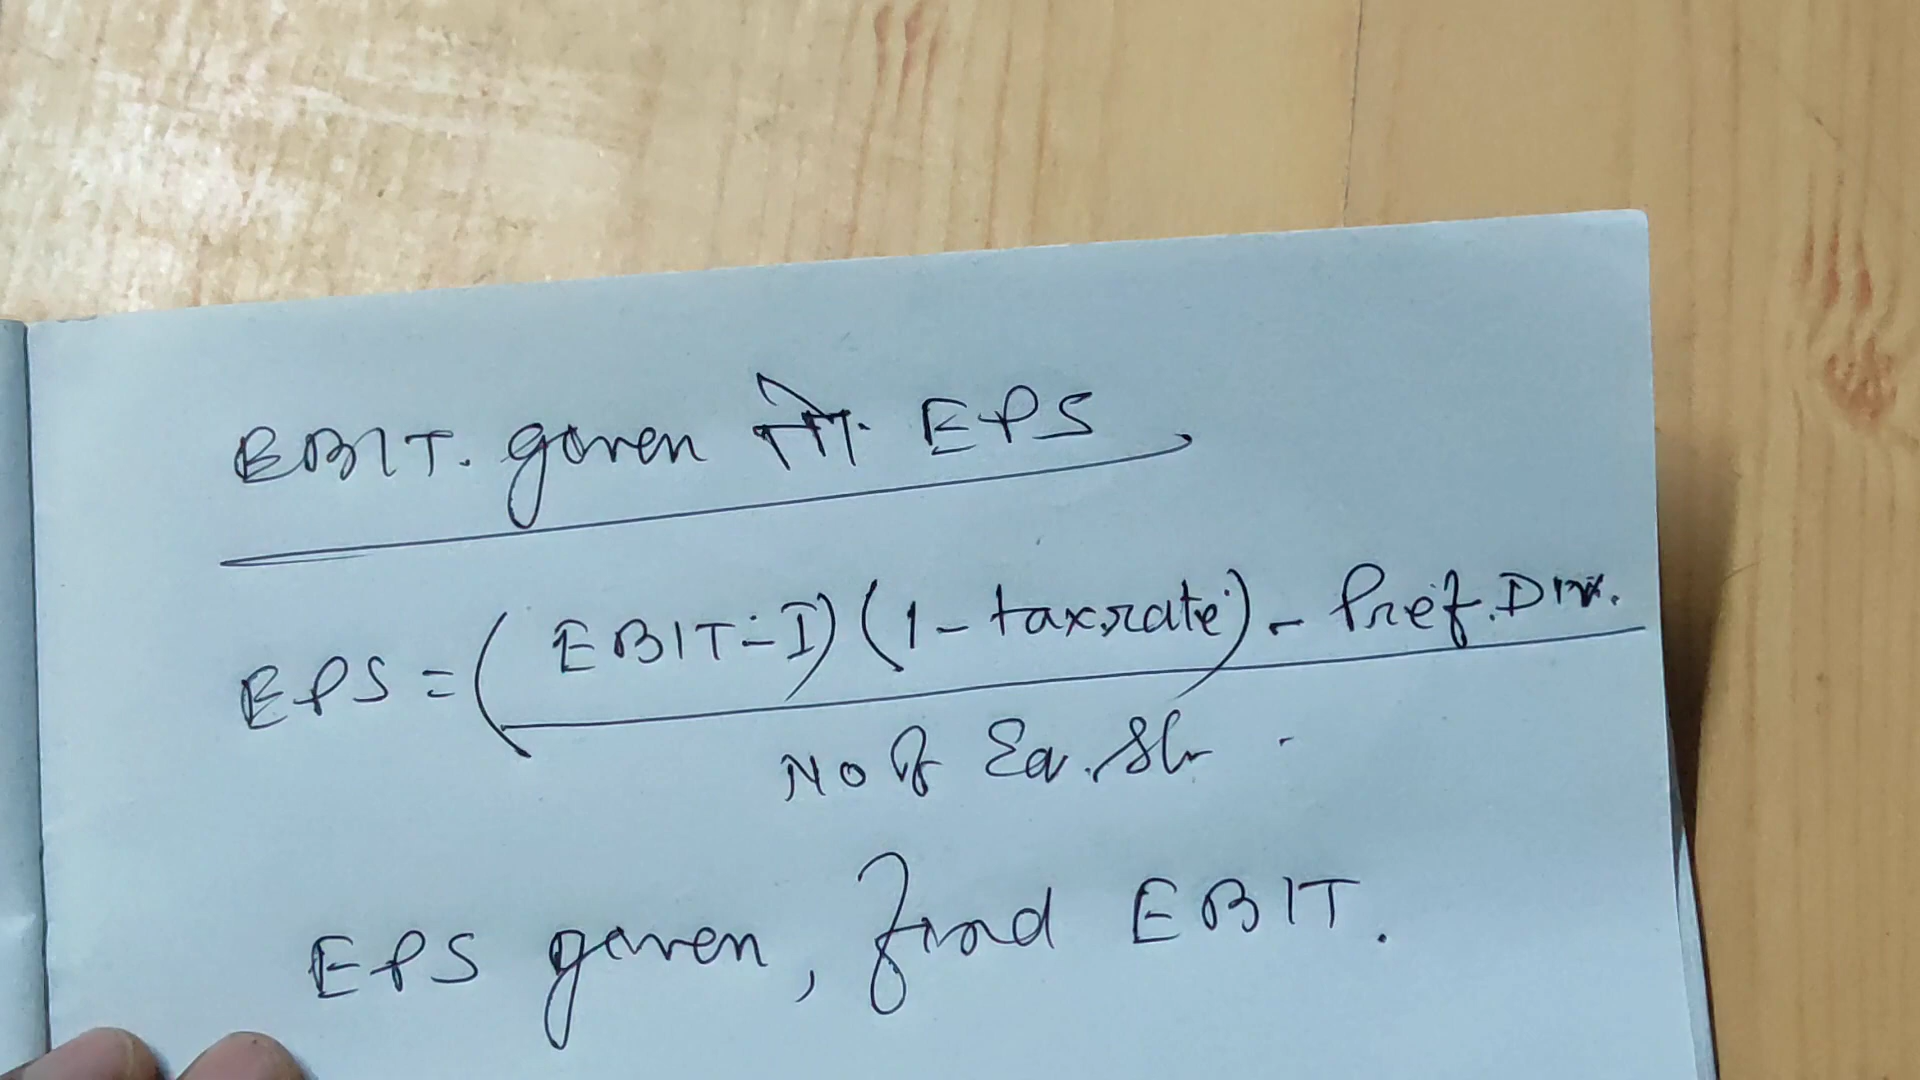 EBIT. given तो EPS
EPS = (EBIT - I) (1 - tax rate) - Pref. Div.
No of Eq. Sh.
EPS given, find EBIT.